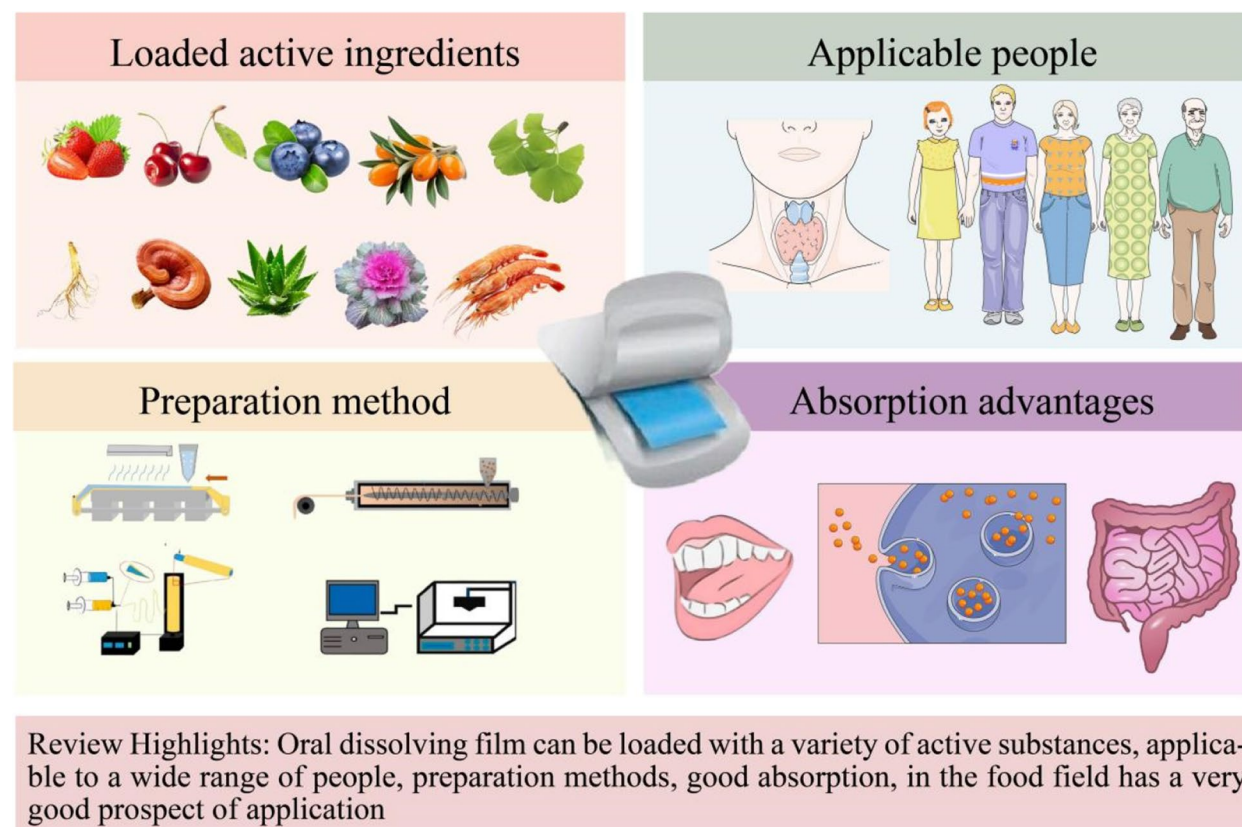 Loaded active ingredients
Applicable people
Preparation method
Absorption advantages
Review Highlights: Oral dissolving film can be loaded with a variety of active substances, applica-
ble to a wide range of people, preparation methods, good absorption, in the food field has a very
good prospect of application